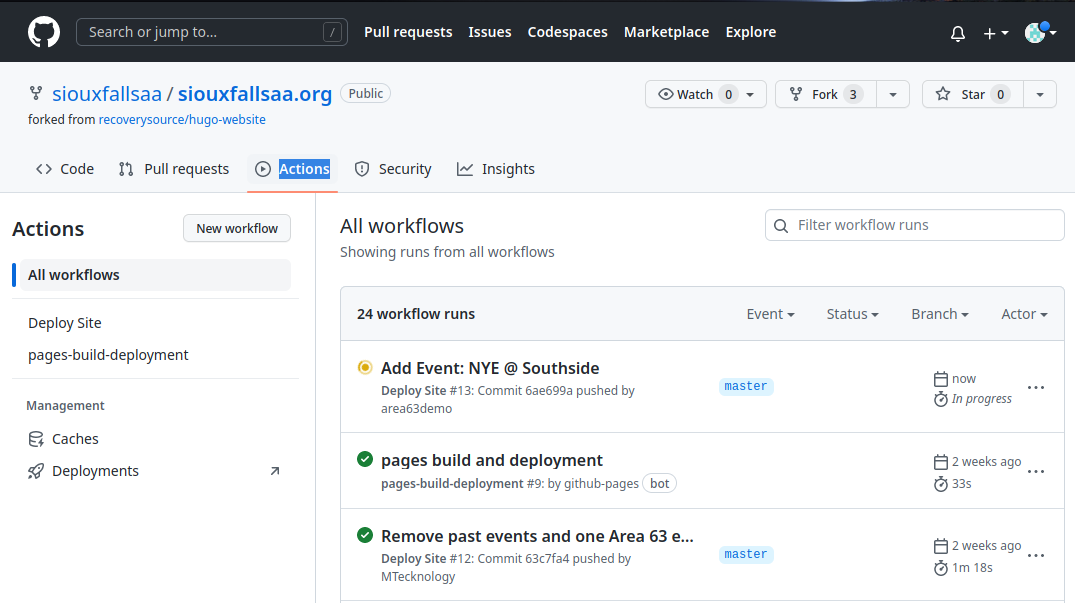 Search or jump to... /
Pull requests Issues Codespaces Marketplace Explore
siouxfallsaa / siouxfallsaa.org Public
Watch 0 Fork 3 Star 0
forked from recoverysource/hugo-website
Code Pull requests Actions Security Insights
Actions New workflow
All workflows
Deploy Site
pages-build-deployment
Management
Caches
Deployments
All workflows
Showing runs from all workflows
Filter workflow runs
24 workflow runs Event Status Branch Actor
Add Event: NYE @ Southside
Deploy Site #13: Commit 6ae699a pushed by
area63demo
master
now
In progress
pages build and deployment
pages-build-deployment #9: by github-pages bot
2 weeks ago
33s
Remove past events and one Area 63 e...
Deploy Site #12: Commit 63c7fa4 pushed by
MTecknology
master
2 weeks ago
1m 18s